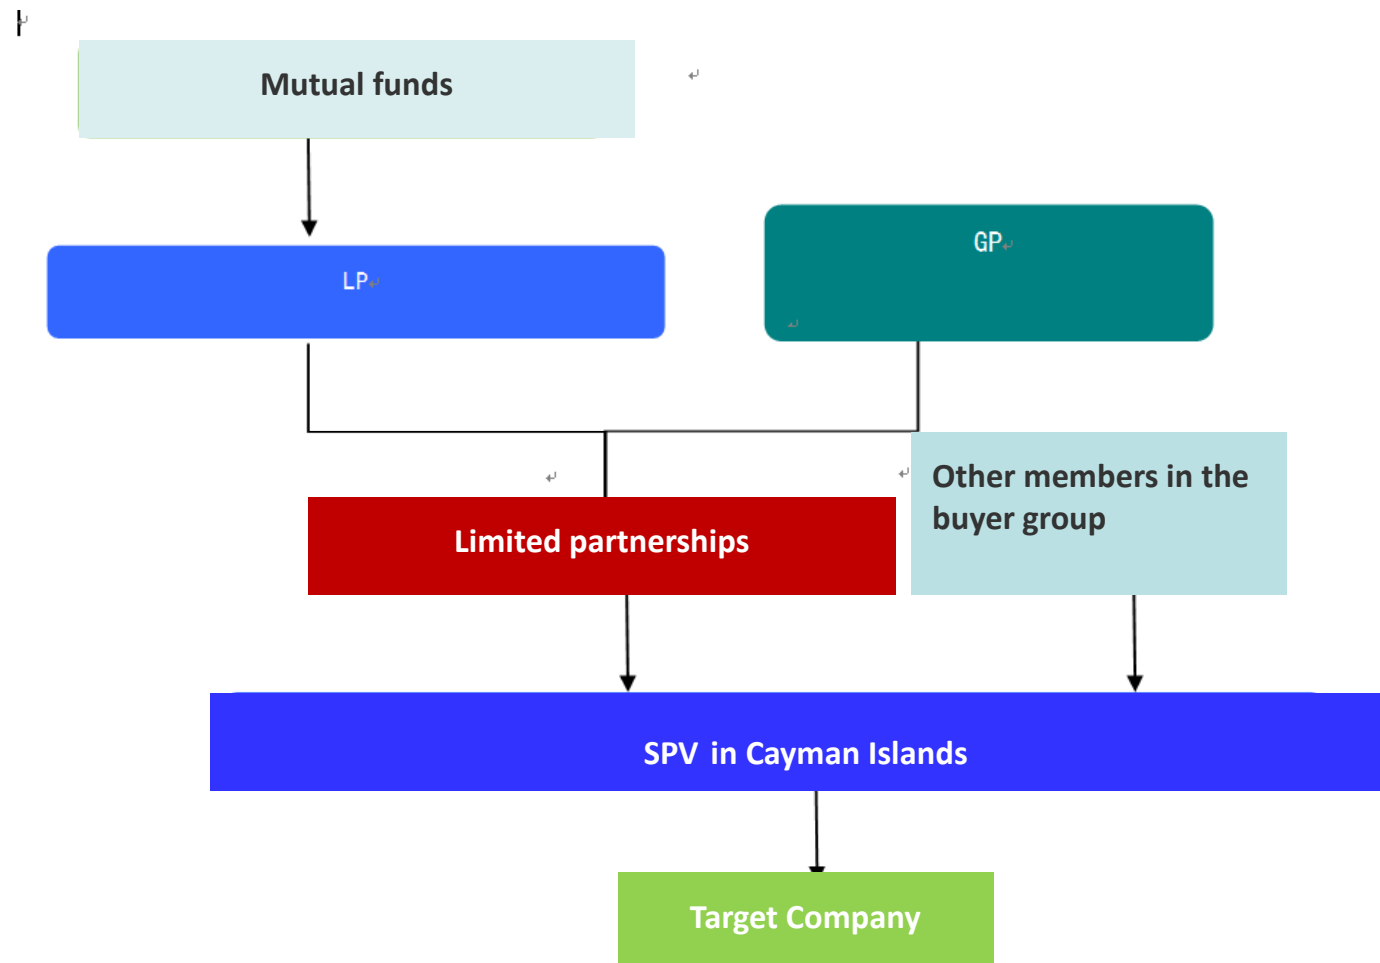 Mutual funds
LP
GP
Other members in the
buyer group
Limited partnerships
SPV in Cayman Islands
Target Company